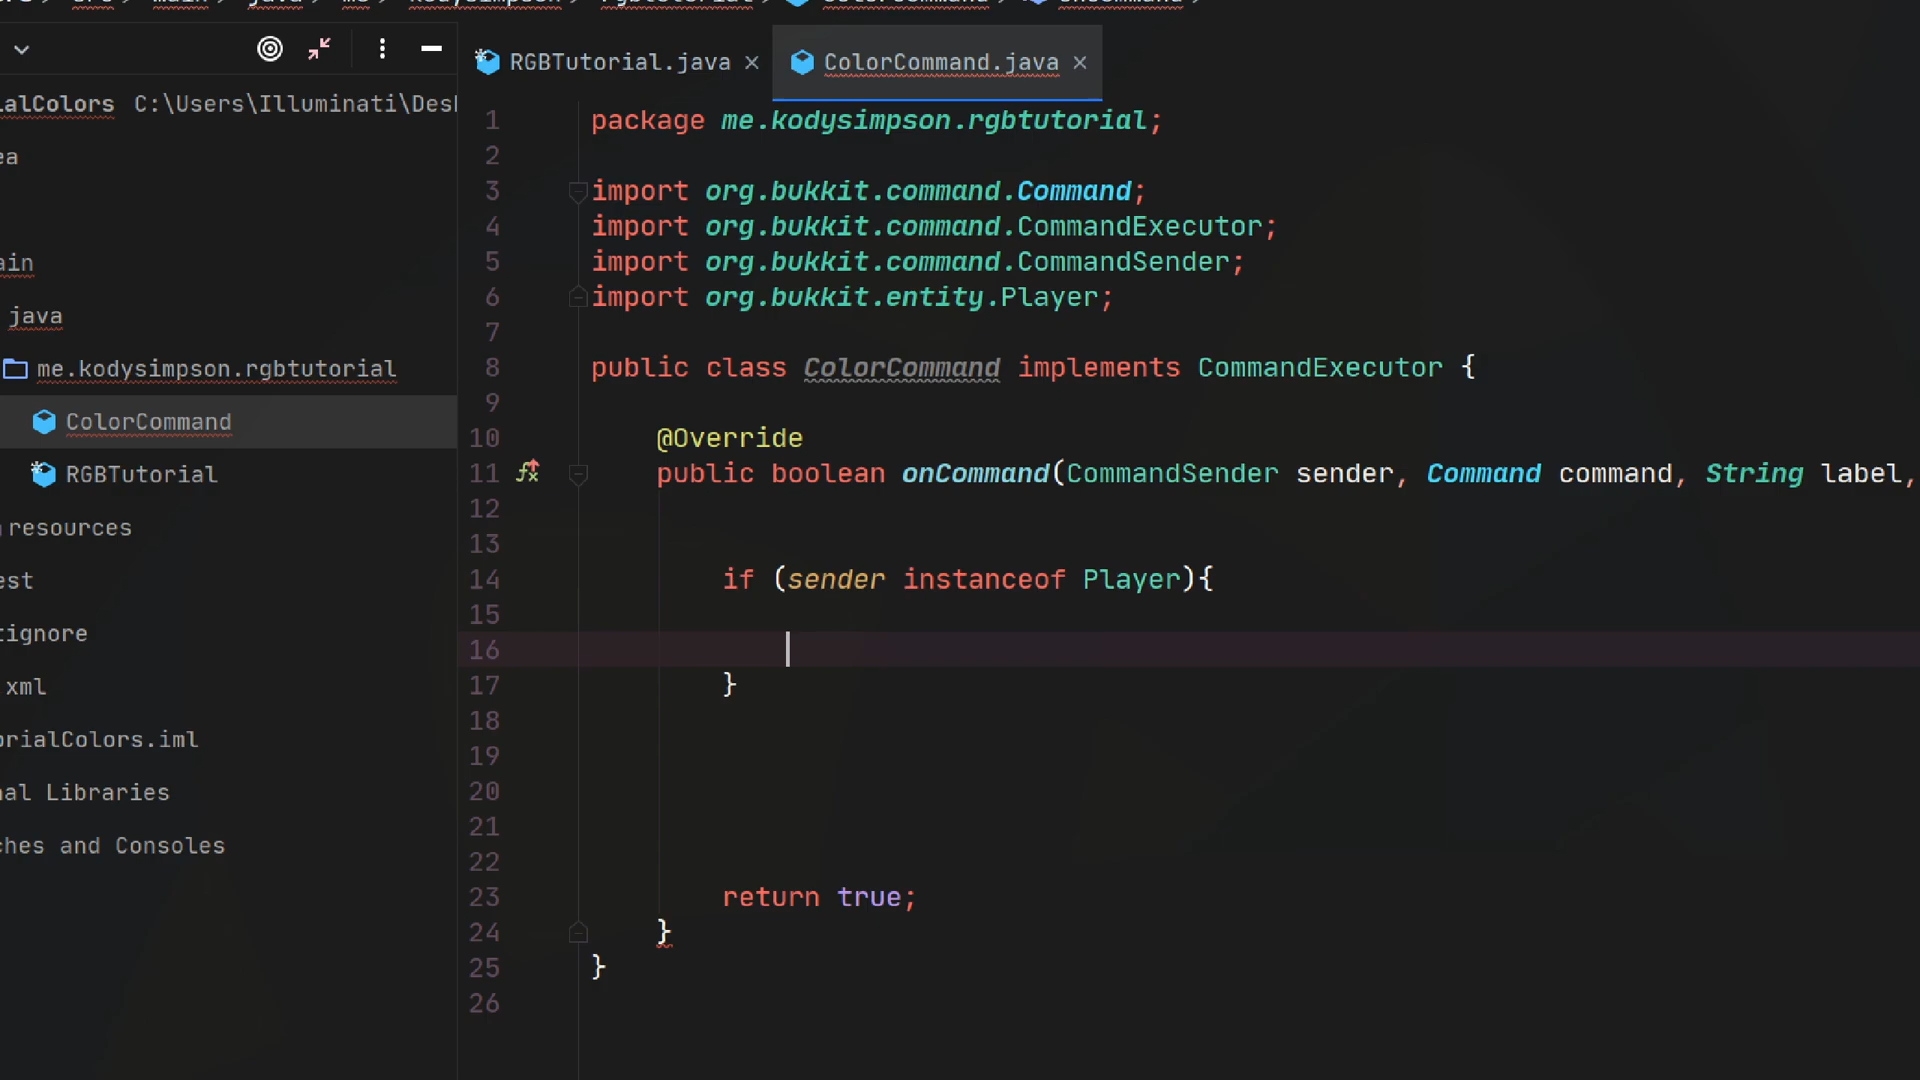 RGBTutorial.java
ColorCommand.java
alColors C:\Users\Illuminati\Des
ea
ain
java
me.kodysimpson.rgbtutorial
ColorCommand
RGBTutorial
resources
est
tignore
xml
orialColors.iml
nal Libraries
ches and Consoles
1 package me.kodysimpson.rgbtutorial;
2
3 import org.bukkit.command.Command;
4 import org.bukkit.command.CommandExecutor;
5 import org.bukkit.command.CommandSender;
6 import org.bukkit.entity.Player;
7
8 public class ColorCommand implements CommandExecutor {
9
10 @Override
11 public boolean onCommand(CommandSender sender, Command command, String label,
12
13
14 if (sender instanceof Player){
15
16
17 }
18
19
20
21
22
23 return true;
24 }
25 }
26